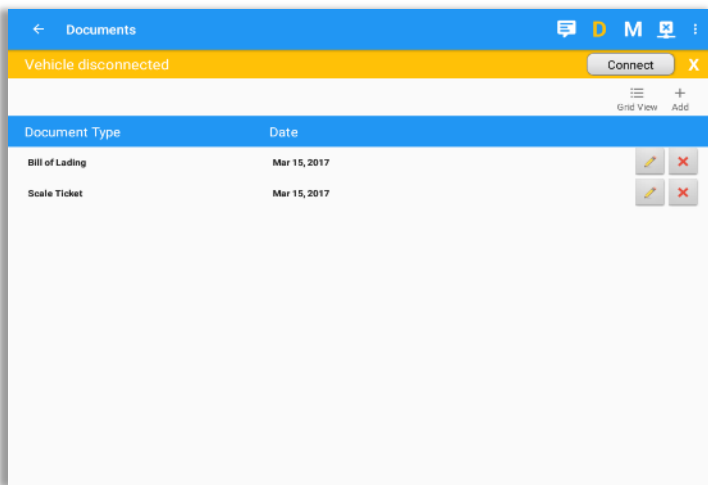 Documents D M
Vehicle disconnected Connect X
Grid View Add
Document Type Date
Bill of Lading Mar 15, 2017
Scale Ticket Mar 15, 2017